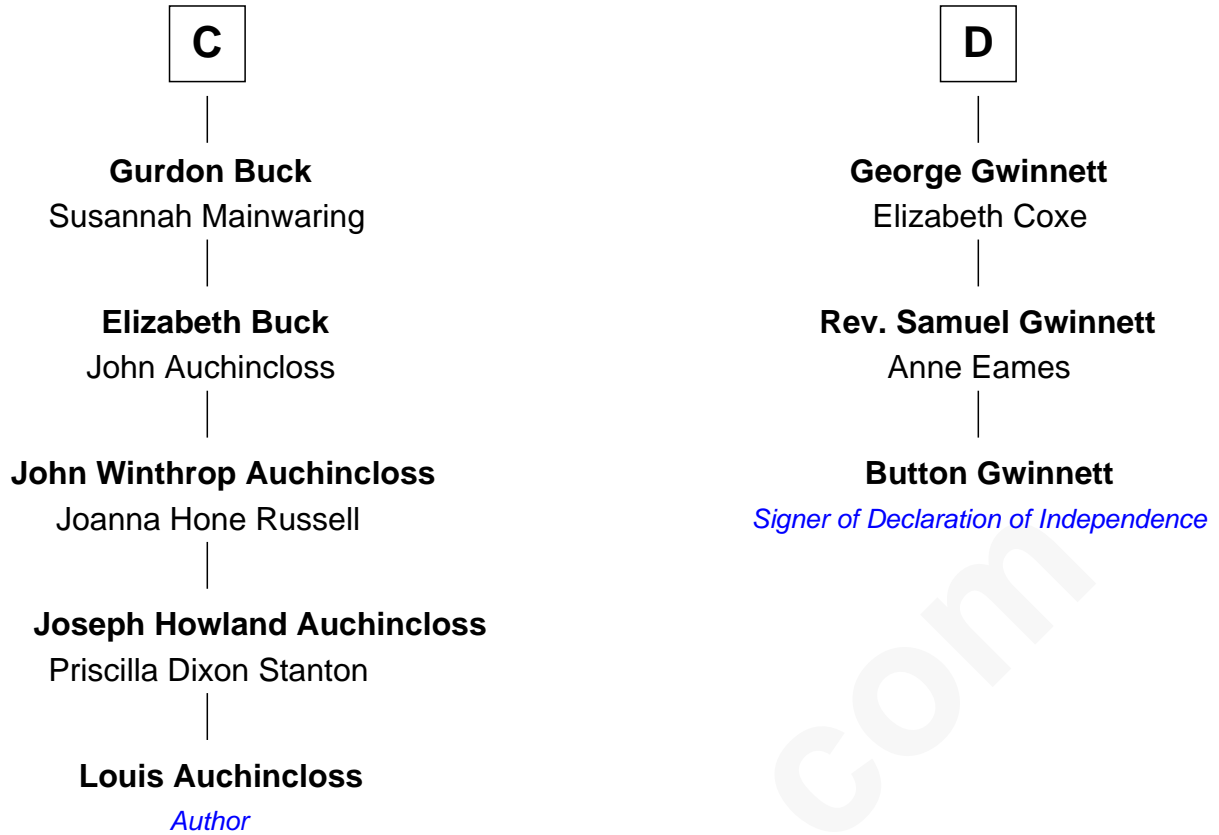 C
Gurdon Buck
Susannah Mainwaring
Elizabeth Buck
John Auchincloss
John Winthrop Auchincloss
Joanna Hone Russell
Joseph Howland Auchincloss
Priscilla Dixon Stanton
Louis Auchincloss
Author
D
George Gwinnett
Elizabeth Coxe
Rev. Samuel Gwinnett
Anne Eames
Button Gwinnett
Signer of Declaration of Independence
com